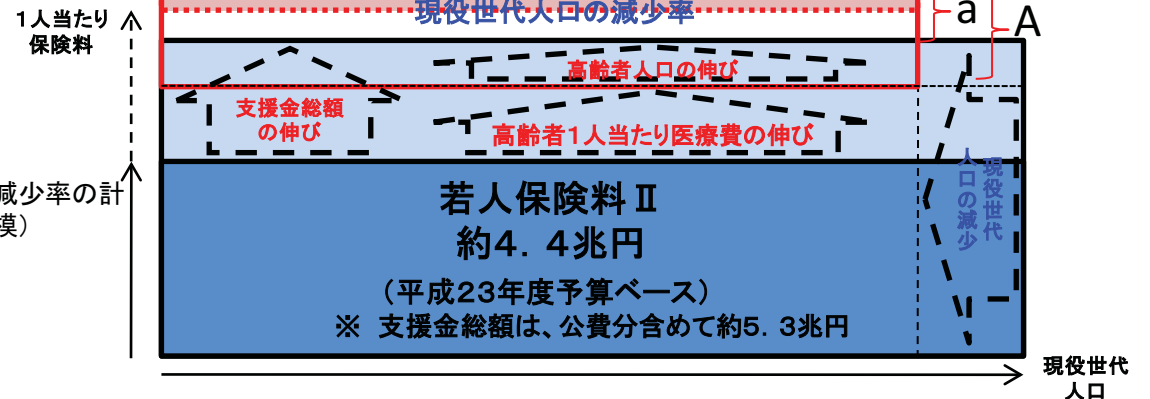 現役世代人口の減少率
1人当たり
保険料
a
A
高齢者人口の伸び
支援金総額
の伸び
高齢者1人当たり医療費の伸び
現役世代
人口の減少
減少率の計
模）
若人保険料Ⅱ
約4．4兆円
（平成23年度予算ベース）
※ 支援金総額は、公費分含めて約5．3兆円
現役世代
人口